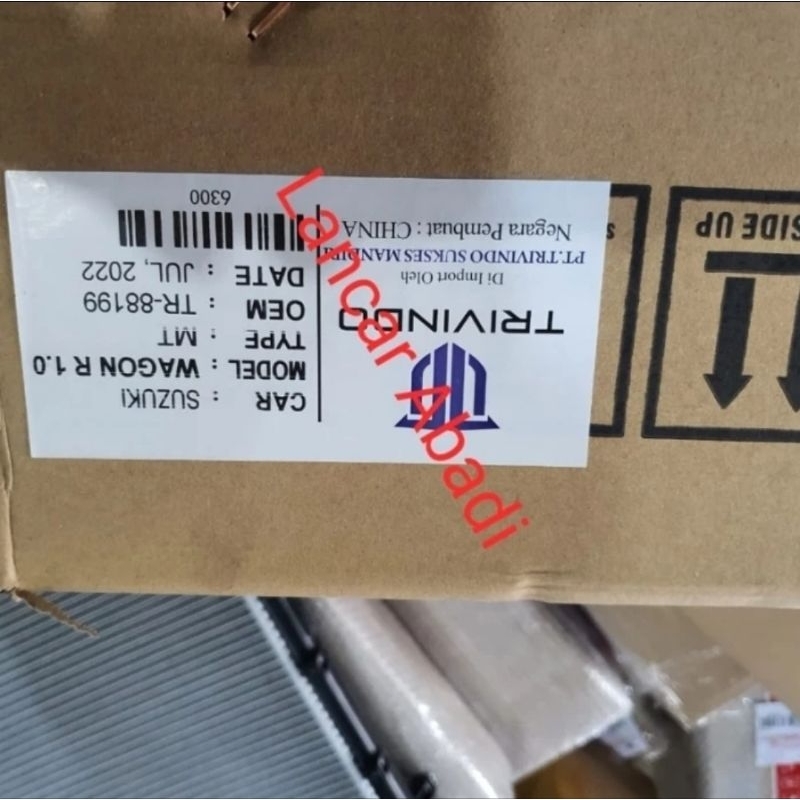 TRIVINDO
Di Import Oleh
PT.TRIVINDO SUKSES MANDIRI
Negara Pembuat : CHINA
CAR : SUZUKI
MODEL : WAGON R 1.0
TYPE : MT
OEM : TR-88199
DATE : JUL, 2022
6300
SIDE UP
Lancar Abadi